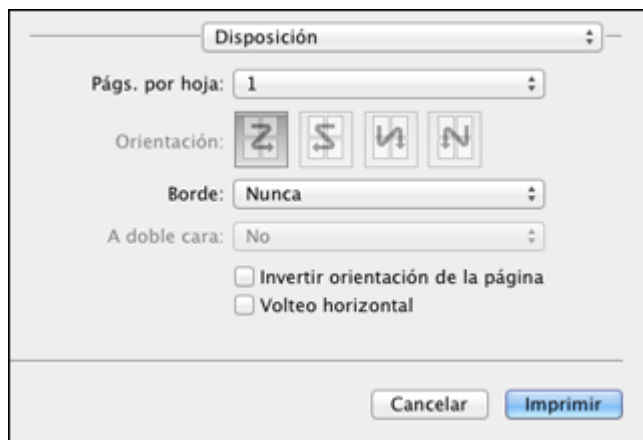 Disposición
Págs. por hoja: 1
Orientación:
Borde: Nunca
A doble cara: No
Invertir orientación de la página
Volteo horizontal
Cancelar Imprimir